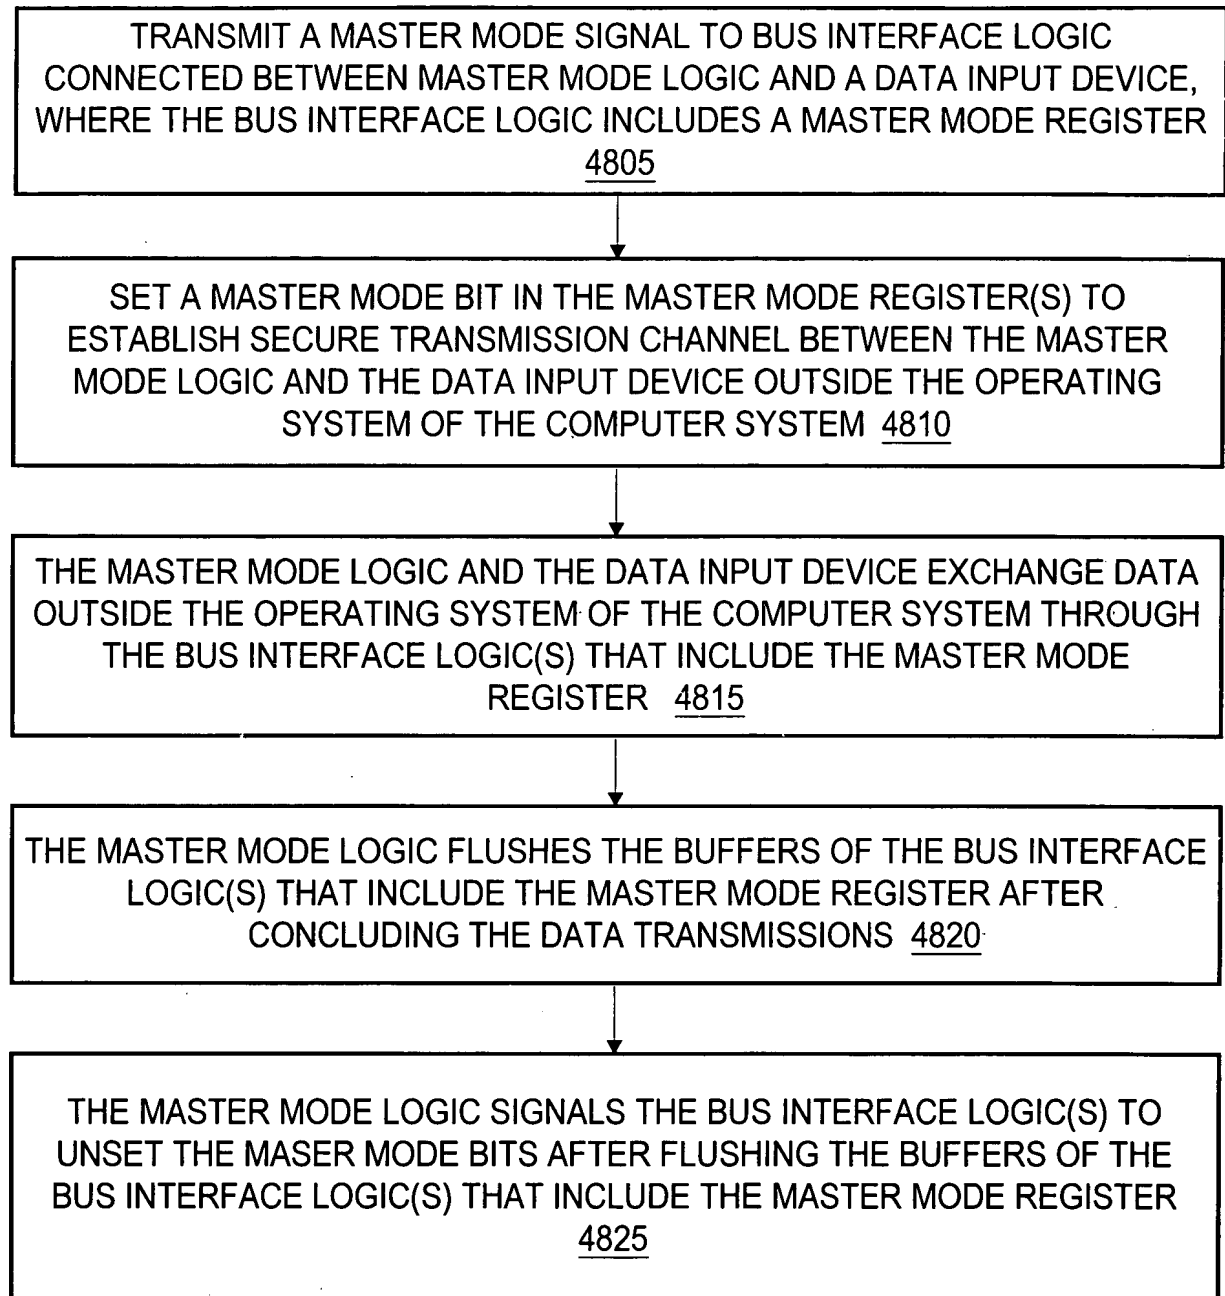 TRANSMIT A MASTER MODE SIGNAL TO BUS INTERFACE LOGIC
CONNECTED BETWEEN MASTER MODE LOGIC AND A DATA INPUT DEVICE,
WHERE THE BUS INTERFACE LOGIC INCLUDES A MASTER MODE REGISTER
4805
SET A MASTER MODE BIT IN THE MASTER MODE REGISTER(S) TO
ESTABLISH SECURE TRANSMISSION CHANNEL BETWEEN THE MASTER
MODE LOGIC AND THE DATA INPUT DEVICE OUTSIDE THE OPERATING
SYSTEM OF THE COMPUTER SYSTEM 4810
THE MASTER MODE LOGIC AND THE DATA INPUT DEVICE EXCHANGE DATA
OUTSIDE THE OPERATING SYSTEM OF THE COMPUTER SYSTEM THROUGH
THE BUS INTERFACE LOGIC(S) THAT INCLUDE THE MASTER MODE
REGISTER 4815
THE MASTER MODE LOGIC FLUSHES THE BUFFERS OF THE BUS INTERFACE
LOGIC(S) THAT INCLUDE THE MASTER MODE REGISTER AFTER
CONCLUDING THE DATA TRANSMISSIONS 4820
THE MASTER MODE LOGIC SIGNALS THE BUS INTERFACE LOGIC(S) TO
UNSET THE MASER MODE BITS AFTER FLUSHING THE BUFFERS OF THE
BUS INTERFACE LOGIC(S) THAT INCLUDE THE MASTER MODE REGISTER
4825